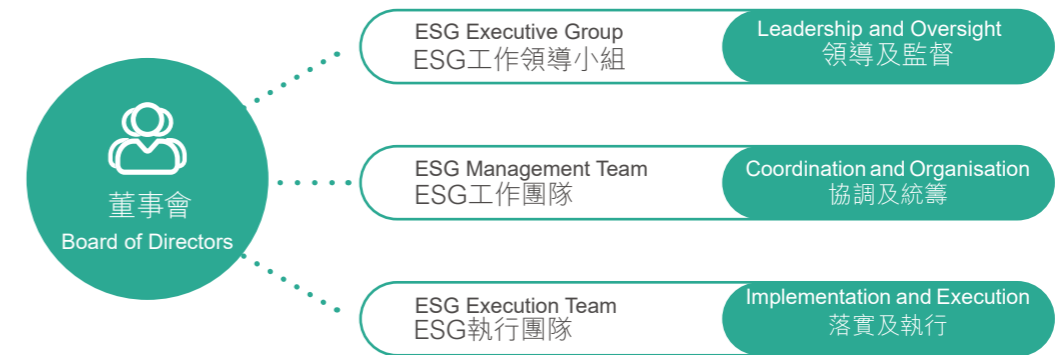 董事會
Board of Directors
ESG Executive Group
ESG工作領導小組
Leadership and Oversight
領導及監督
ESG Management Team
ESG工作團隊
Coordination and Organisation
協調及統籌
ESG Execution Team
ESG執行團隊
Implementation and Execution
落實及執行